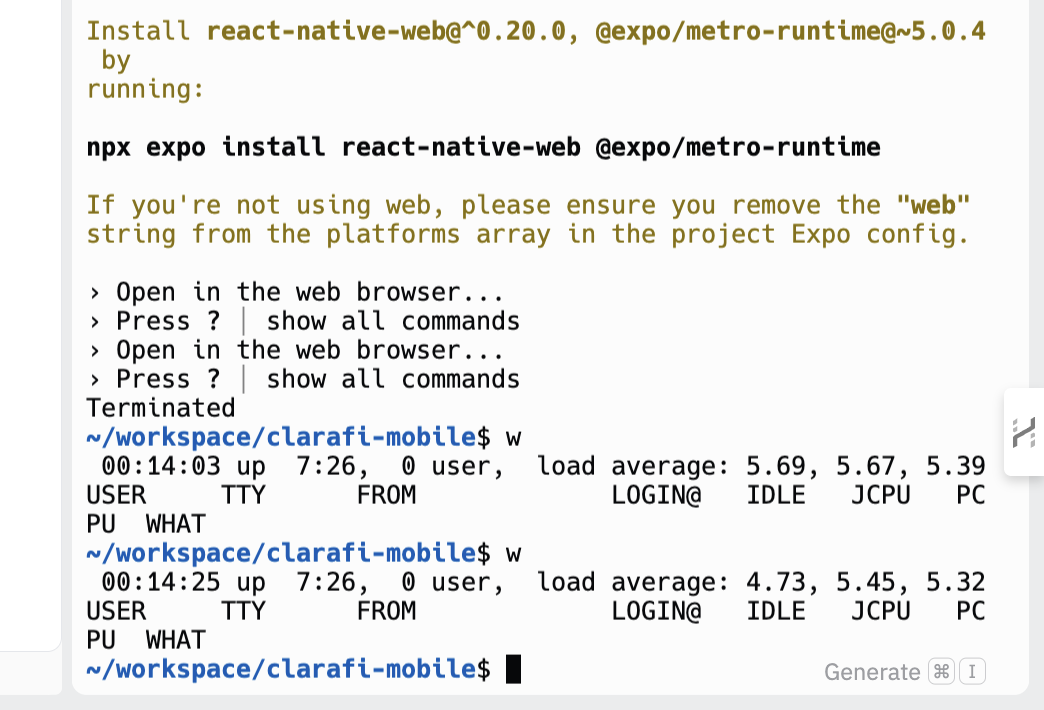 Install react-native-web@^0.20.0, @expo/metro-runtime@~5.0.4
by
running:
npx expo install react-native-web @expo/metro-runtime
If you're not using web, please ensure you remove the "web"
string from the platforms array in the project Expo config.
› Open in the web browser...
› Press ? │ show all commands
› Open in the web browser...
› Press ? │ show all commands
Terminated
~/workspace/clarafi-mobile$ w
00:14:03 up  7:26,  0 user,  load average: 5.69, 5.67, 5.39
USER     TTY      FROM             LOGIN@   IDLE   JCPU   PC
PU  WHAT
~/workspace/clarafi-mobile$ w
00:14:25 up  7:26,  0 user,  load average: 4.73, 5.45, 5.32
USER     TTY      FROM             LOGIN@   IDLE   JCPU   PC
PU  WHAT
~/workspace/clarafi-mobile$
Generate ⌘ I